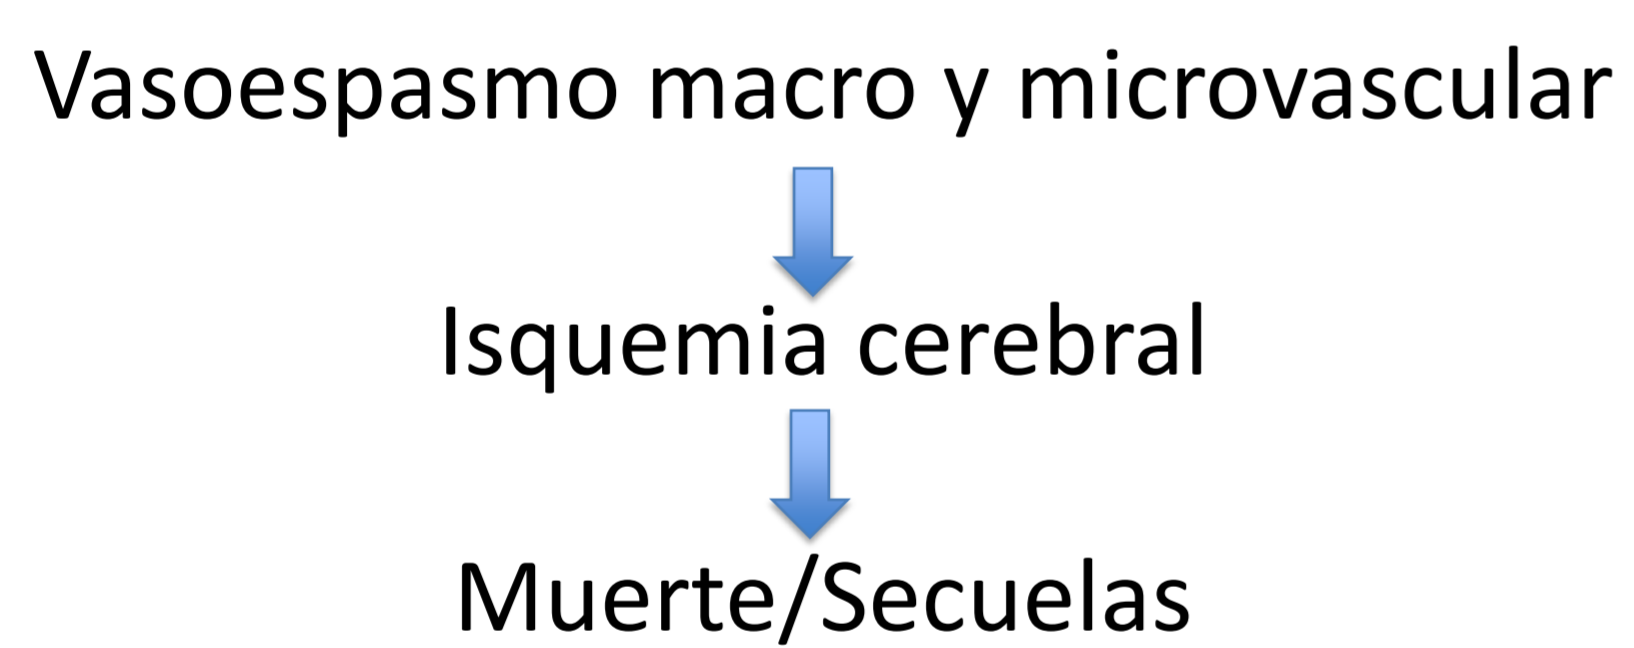 Vasoespasmo macro y microvascular
Isquemia cerebral
Muerte/Secuelas